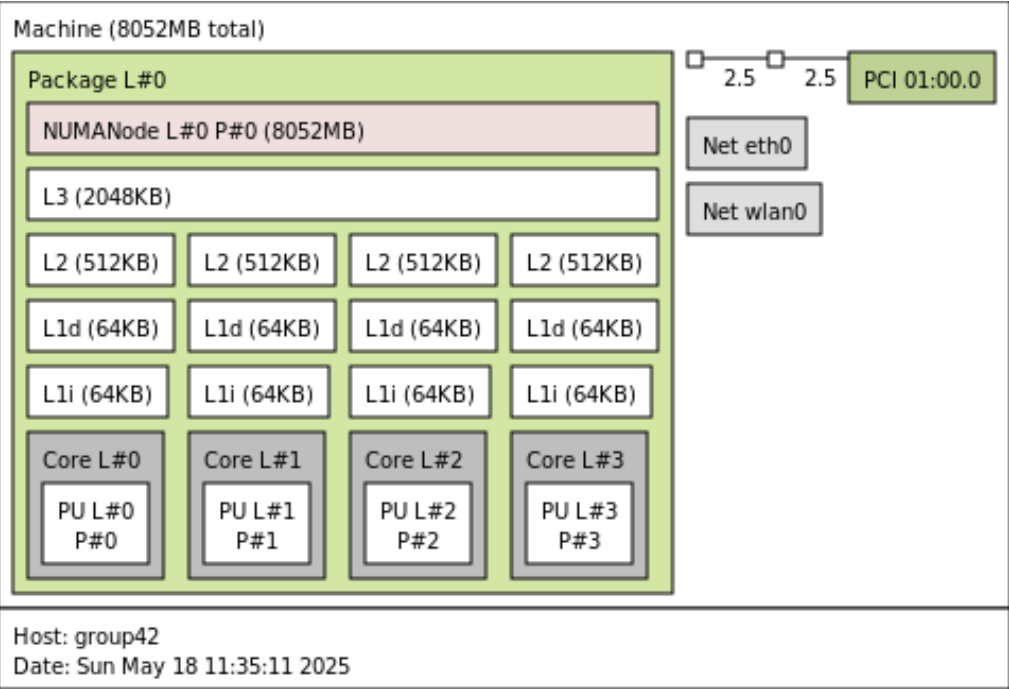 Machine (8052MB total)
Package L#0
NUMANode L#0 P#0 (8052MB)
L3 (2048KB)
L2 (512KB) L2 (512KB) L2 (512KB) L2 (512KB)
L1d (64KB) L1d (64KB) L1d (64KB) L1d (64KB)
L1i (64KB) L1i (64KB) L1i (64KB) L1i (64KB)
Core L#0 Core L#1 Core L#2 Core L#3
PU L#0 PU L#1 PU L#2 PU L#3
P#0 P#1 P#2 P#3
2.5 2.5 PCI 01:00.0
Net eth0
Net wlan0
Host: group42
Date: Sun May 18 11:35:11 2025